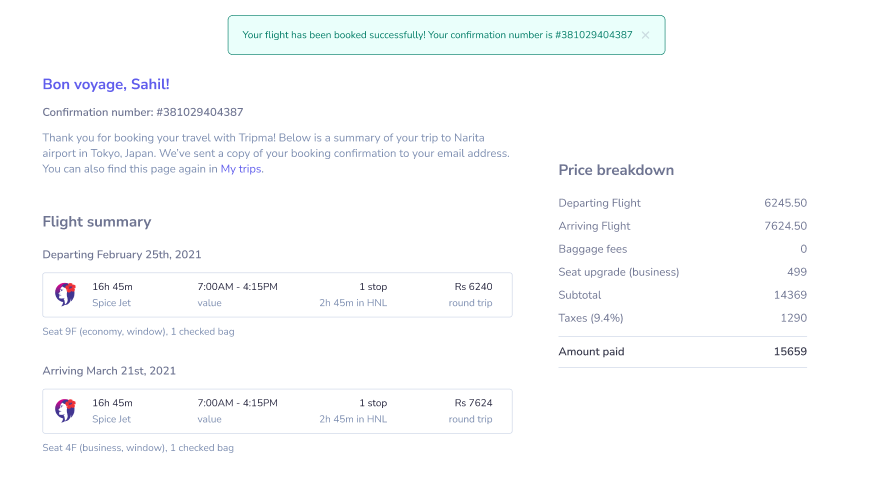 Your flight has been booked successfully! Your confirmation number is #381029404387
Bon voyage, Sahil!
Confirmation number: #381029404387
Thank you for booking your travel with Tripma! Below is a summary of your trip to Narita
airport in Tokyo, Japan. We’ve sent a copy of your booking confirmation to your email address.
You can also find this page again in My trips.
Flight summary
Departing February 25th, 2021
16h 45m 7:00AM - 4:15PM 1 stop Rs 6240
Spice Jet value 2h 45m in HNL round trip
Seat 9F (economy, window), 1 checked bag
Arriving March 21st, 2021
16h 45m 7:00AM - 4:15PM 1 stop Rs 7624
Spice Jet value 2h 45m in HNL round trip
Seat 4F (business, window), 1 checked bag
Price breakdown
Departing Flight 6245.50
Arriving Flight 7624.50
Baggage fees 0
Seat upgrade (business) 499
Subtotal 14369
Taxes (9.4%) 1290
Amount paid 15659